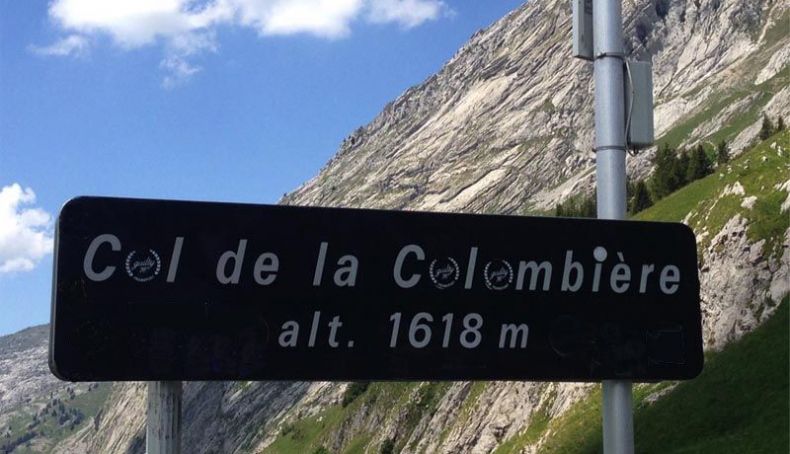 Col de la Colombière
alt. 1618 m